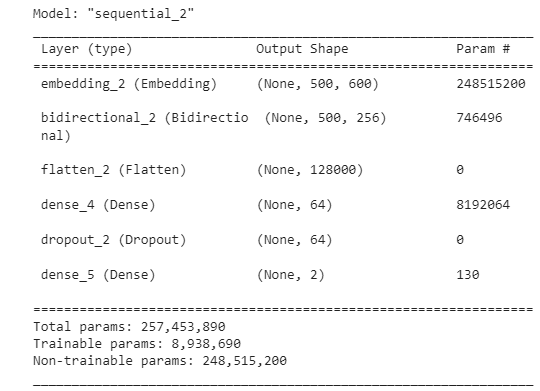 Model: "sequential_2"
_________________________________________________________________
Layer (type) Output Shape Param #
=================================================================
embedding_2 (Embedding) (None, 500, 600) 248515200
bidirectional_2 (Bidirectio (None, 500, 256) 746496
nal)
flatten_2 (Flatten) (None, 128000) 0
dense_4 (Dense) (None, 64) 8192064
dropout_2 (Dropout) (None, 64) 0
dense_5 (Dense) (None, 2) 130
=================================================================
Total params: 257,453,890
Trainable params: 8,938,690
Non-trainable params: 248,515,200
_________________________________________________________________